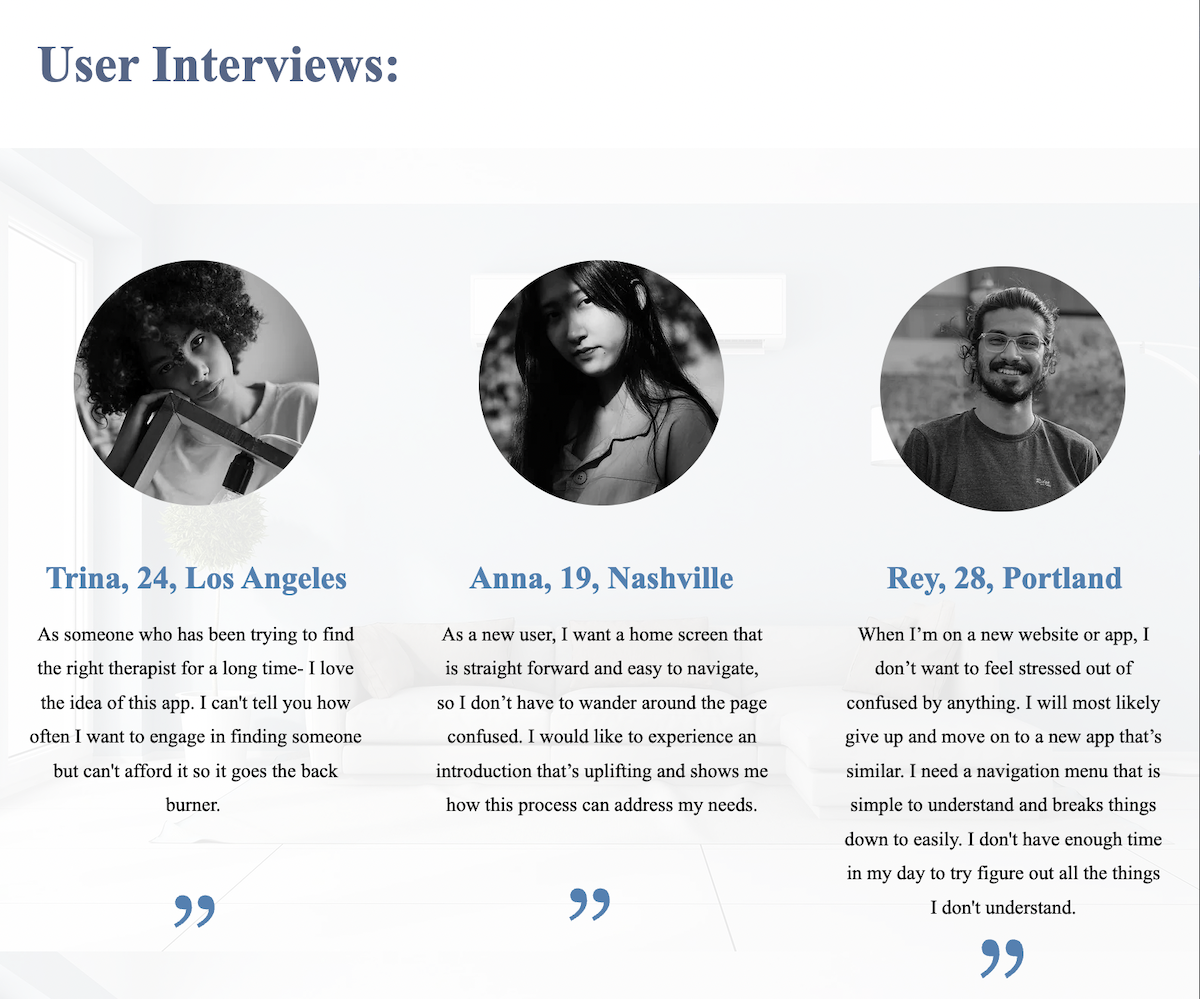 User Interviews:
Trina, 24, Los Angeles
As someone who has been trying to find
the right therapist for a long time- I love
the idea of this app. I can't tell you how
often I want to engage in finding someone
but can't afford it so it goes the back
burner.
”
Anna, 19, Nashville
As a new user, I want a home screen that
is straight forward and easy to navigate,
so I don’t have to wander around the page
confused. I would like to experience an
introduction that’s uplifting and shows me
how this process can address my needs.
”
Rey, 28, Portland
When I’m on a new website or app, I
don’t want to feel stressed out of
confused by anything. I will most likely
give up and move on to a new app that’s
similar. I need a navigation menu that is
simple to understand and breaks things
down to easily. I don't have enough time
in my day to try figure out all the things
I don't understand.
”